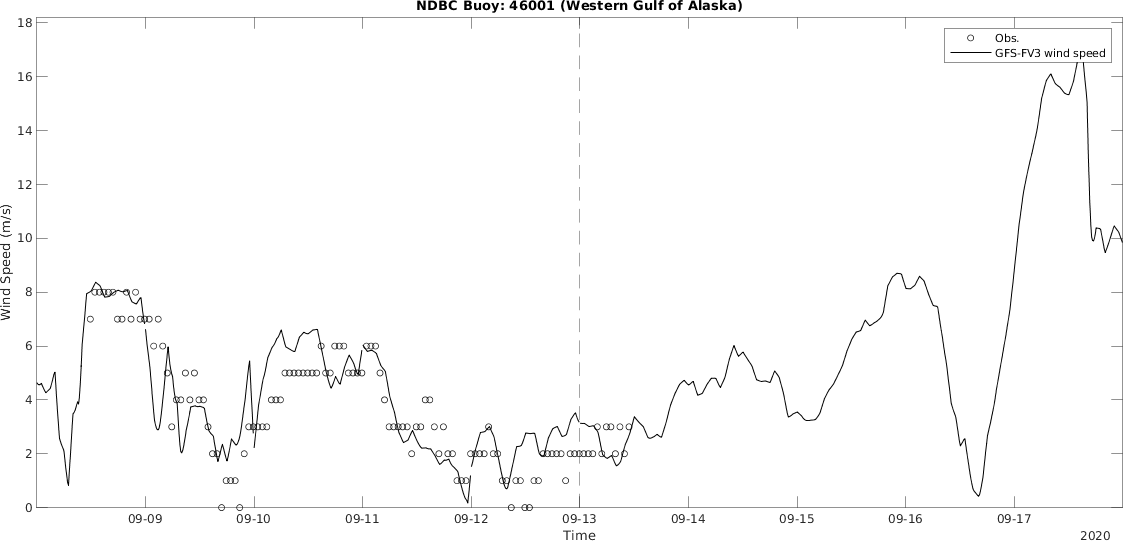 NDBC Buoy: 46001 (Western Gulf of Alaska)
18
16
14
12
10
8
6
4
2
0
Wind Speed (m/s)
Obs.
GFS-FV3 wind speed
09-09 09-10 09-11 09-12 09-13 09-14 09-15 09-16 09-17
Time
2020